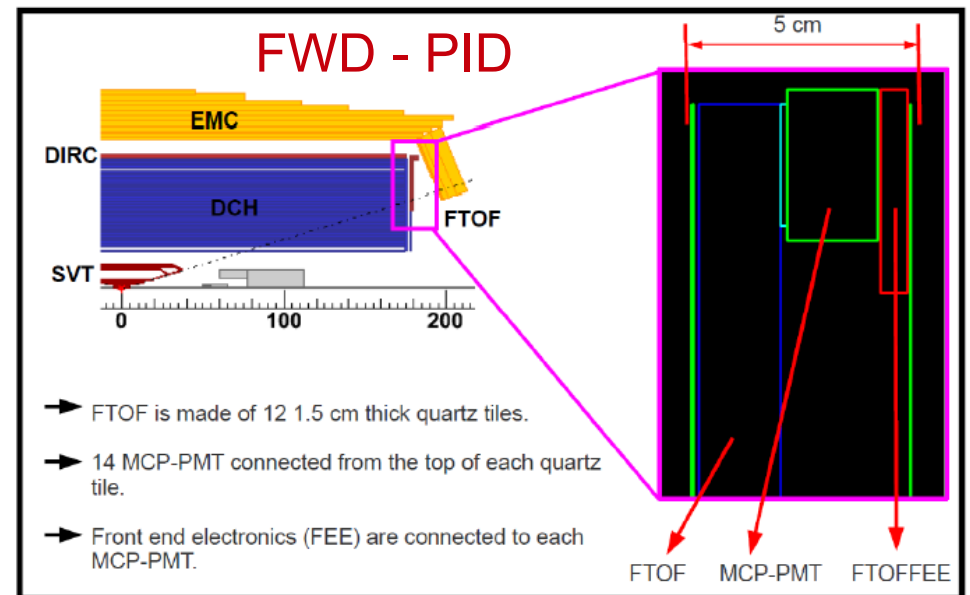 FWD - PID
5 cm
EMC
DIRC
DCH
FTOF
SVT
0 100 200
FTOF is made of 12 1.5 cm thick quartz tiles.
14 MCP-PMT connected from the top of each quartz
tile.
Front end electronics (FEE) are connected to each
MCP-PMT.
FTOF MCP-PMT FTOFFEE